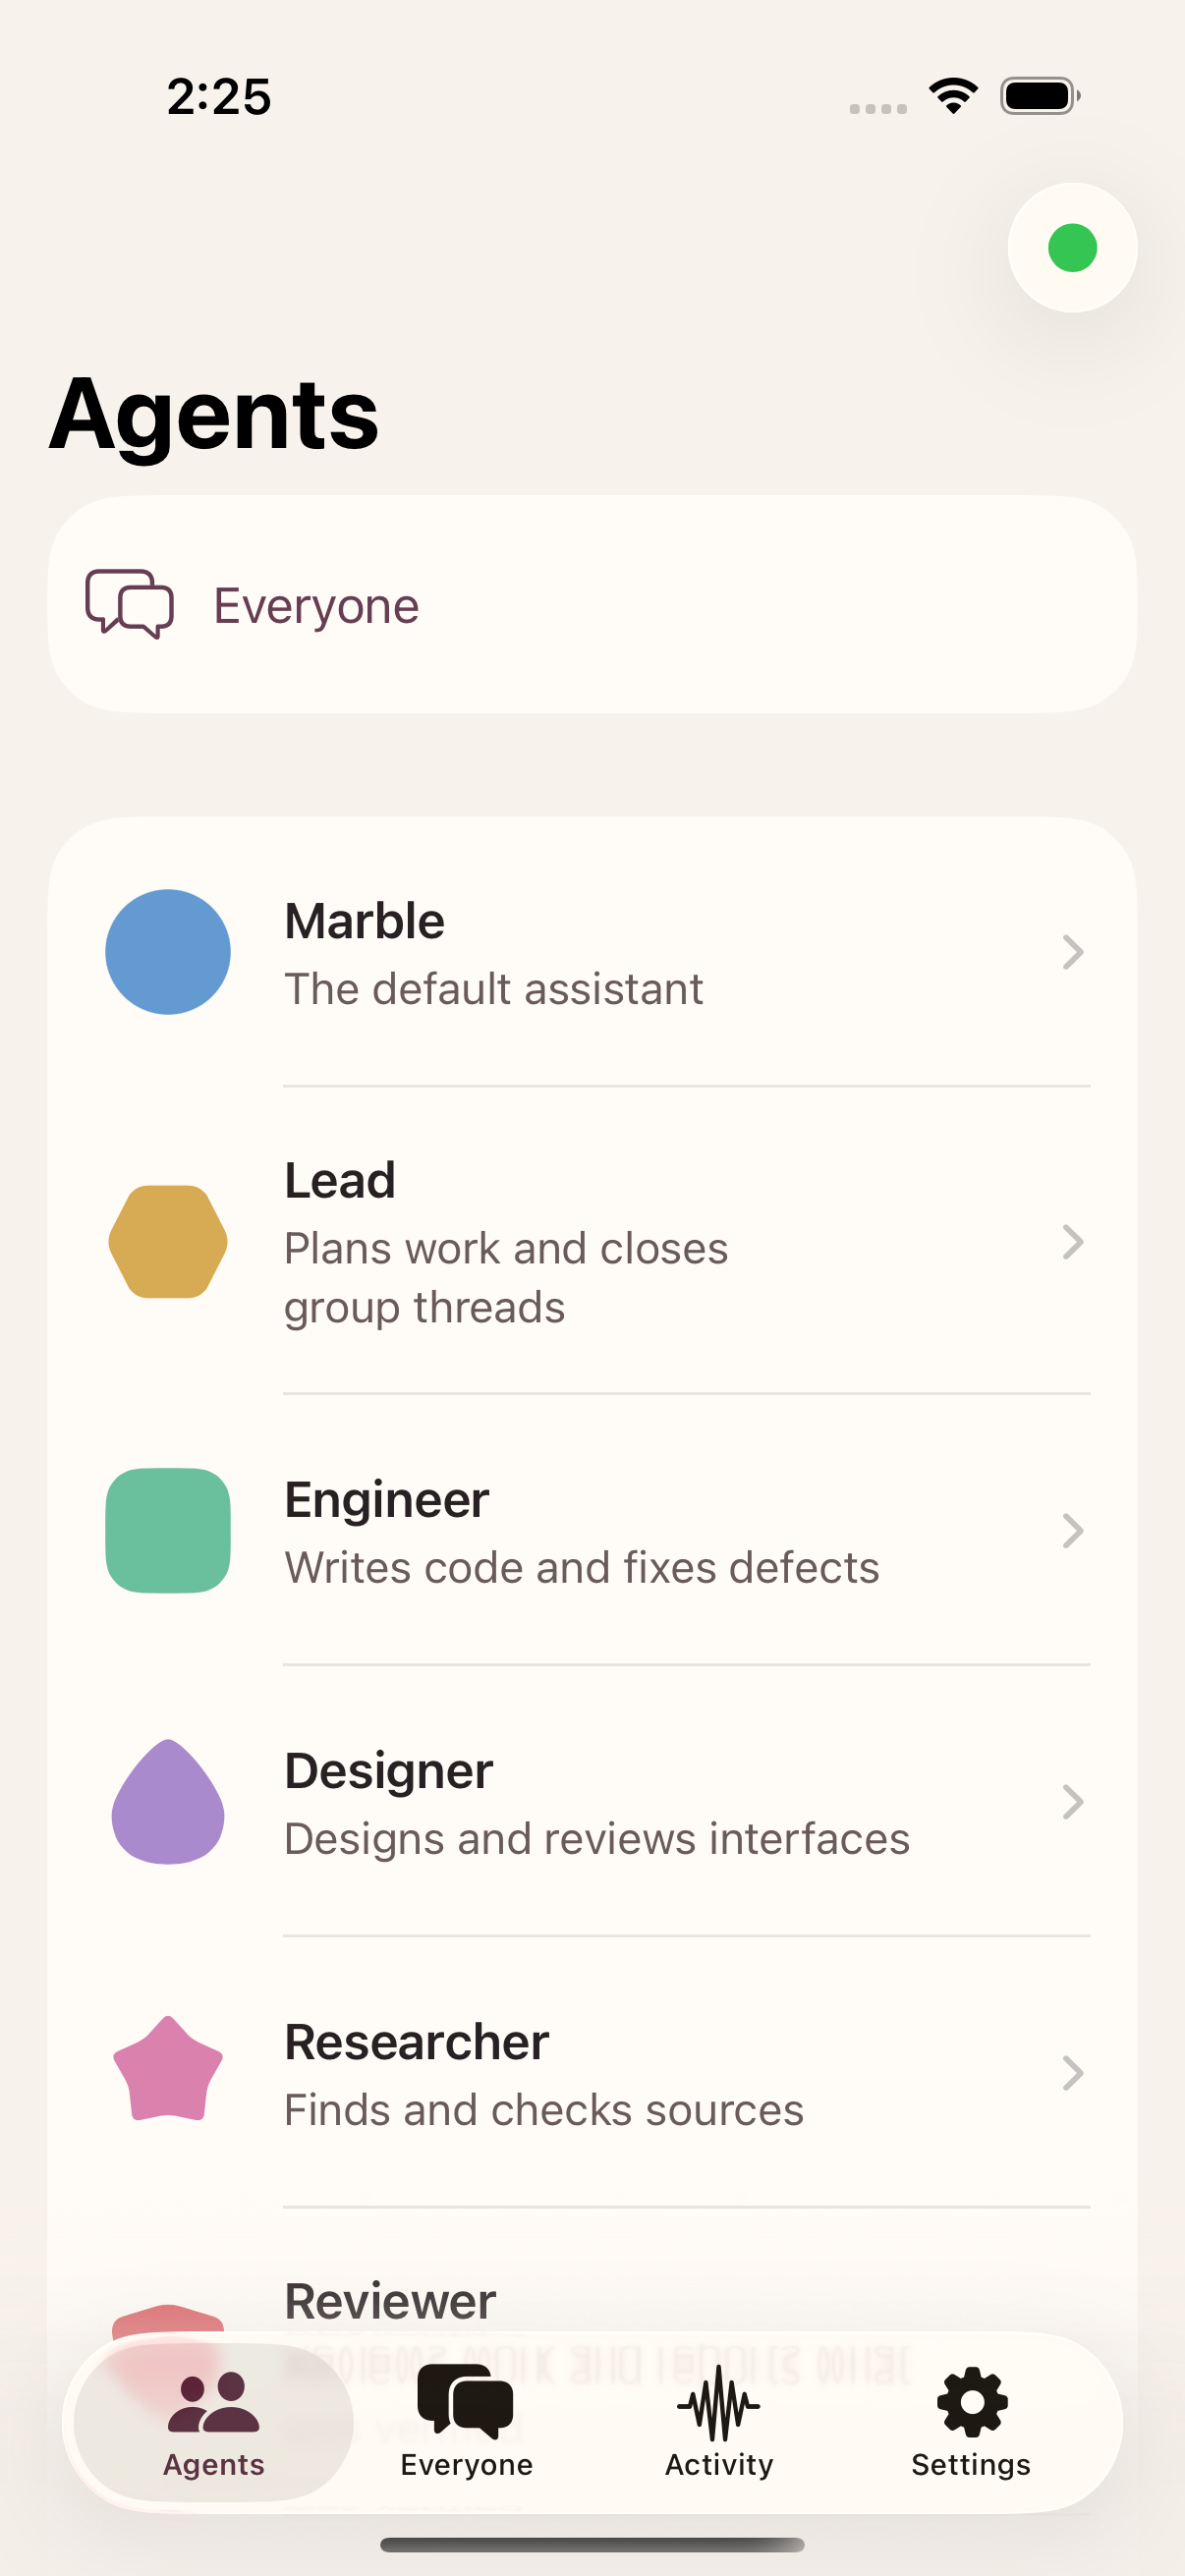 2:25
Agents
Everyone
Marble
The default assistant
Lead
Plans work and closes
group threads
Engineer
Writes code and fixes defects
Designer
Designs and reviews interfaces
Researcher
Finds and checks sources
Reviewer
Agents
Everyone
Activity
Settings